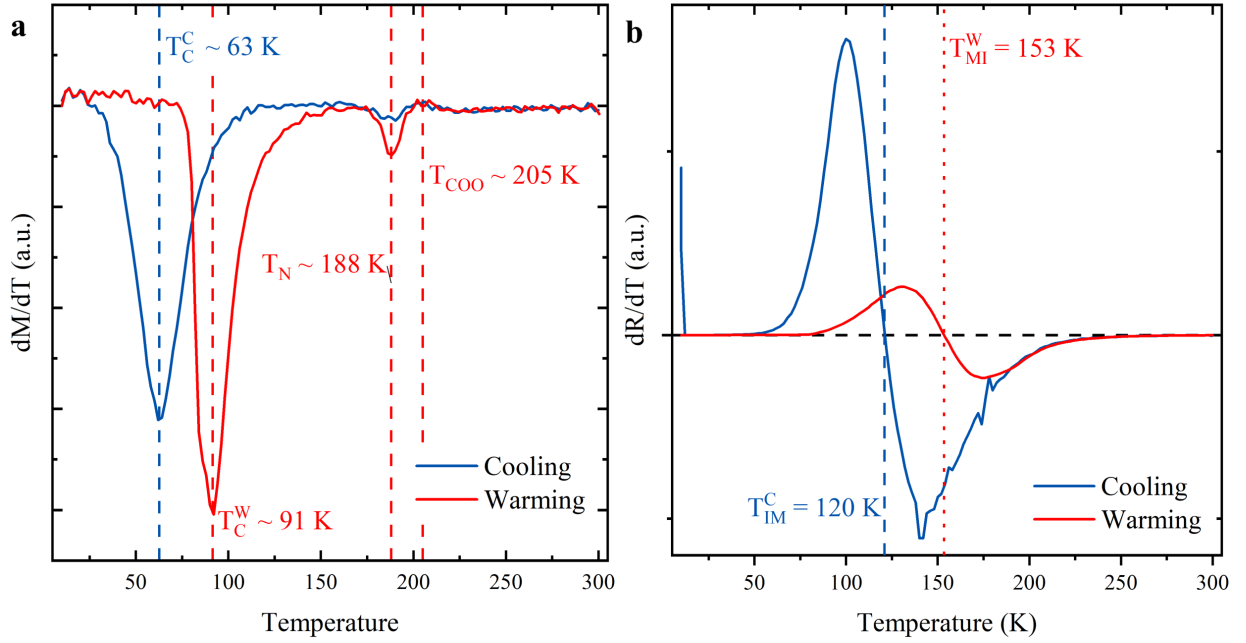 a
T_C^C ~ 63 K
T_COO ~ 205 K
T_N ~ 188 K
T_C^W ~ 91 K
Cooling
Warming
dM/dT (a.u.)
50
100
150
200
250
300
Temperature
b
T_MI^W = 153 K
T_IM^C = 120 K
Cooling
Warming
dR/dT (a.u.)
50
100
150
200
250
300
Temperature (K)